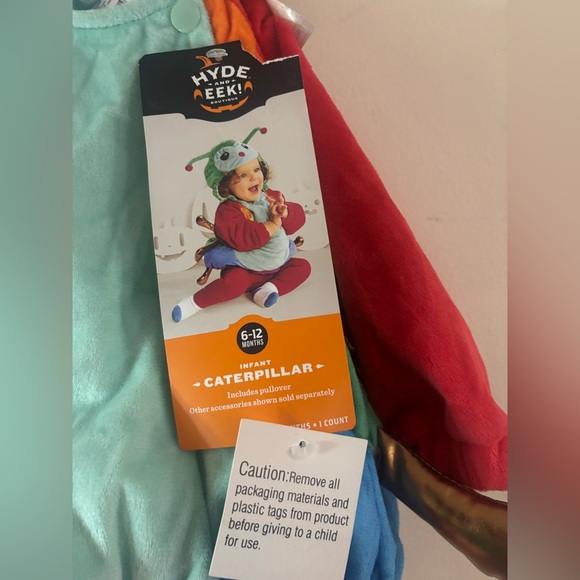 HYDE
AND
EEK!
BOUTIQUE
6-12
MONTHS
INFANT
CATERPILLAR
Includes pullover
Other accessories shown sold separately
THS • 1 COUNT
Caution:Remove all
packaging materials and
plastic tags from product
before giving to a child
for use.